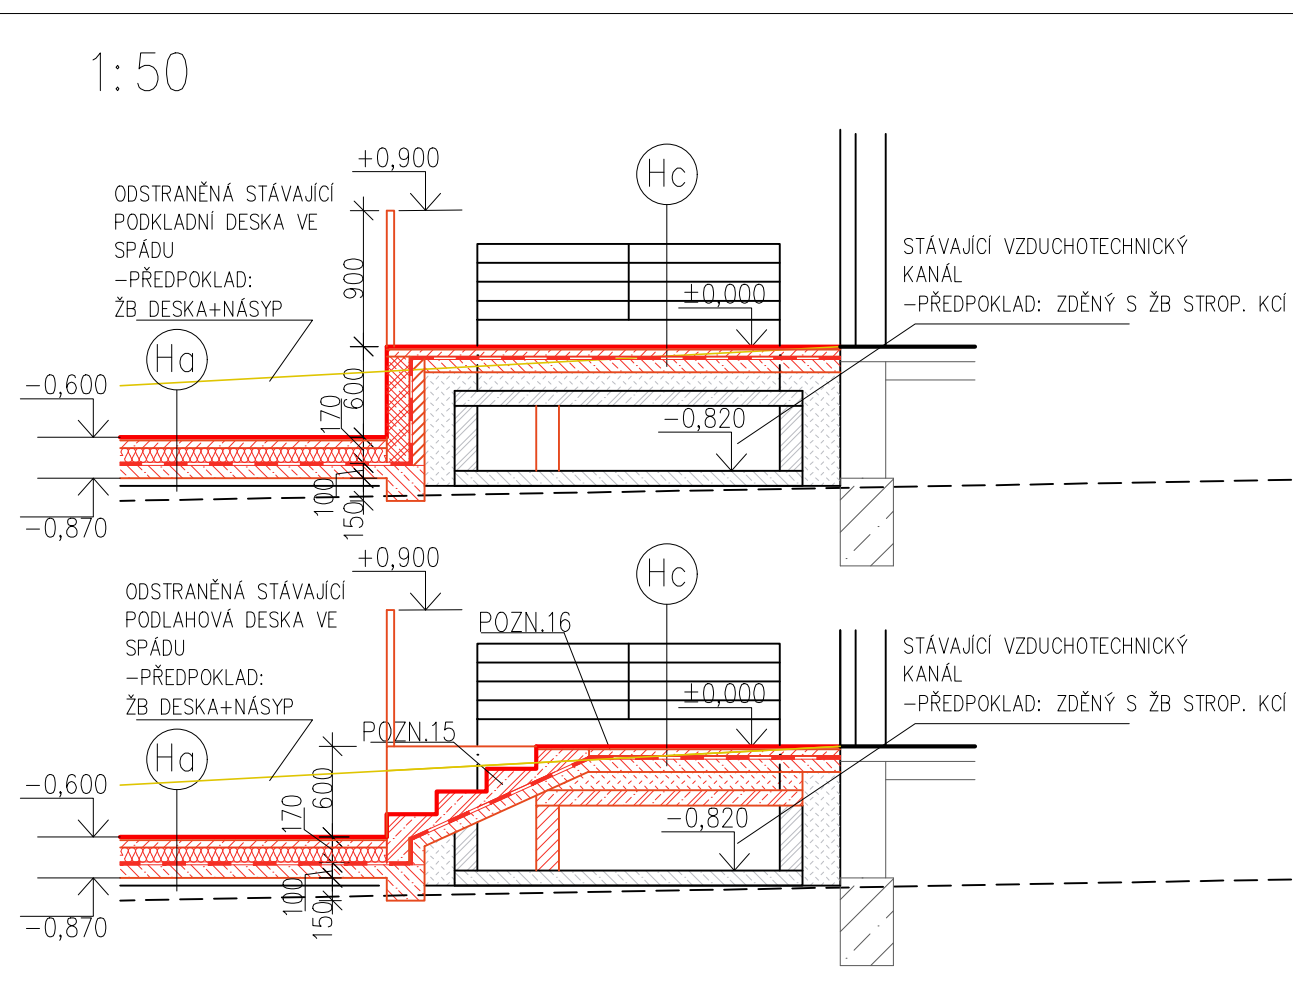 1:50
+0,900
Hc
ODSTRANĚNÁ STÁVAJÍCÍ
PODKLADNÍ DESKA VE
SPÁDU
-PŘEDPOKLAD:
ŽB DESKA+NÁSYP
STÁVAJÍCÍ VZDUCHOTECHNICKÝ
KANÁL
-PŘEDPOKLAD: ZDĚNÝ S ŽB STROP. KCÍ
900
±0,000
Ha
-0,600
600
170
-0,820
100
150
-0,870
+0,900
Hc
ODSTRANĚNÁ STÁVAJÍCÍ
PODLAHOVÁ DESKA VE
SPÁDU
-PŘEDPOKLAD:
ŽB DESKA+NÁSYP
POZN.16
STÁVAJÍCÍ VZDUCHOTECHNICKÝ
KANÁL
-PŘEDPOKLAD: ZDĚNÝ S ŽB STROP. KCÍ
±0,000
POZN.15
Ha
-0,600
600
170
-0,820
100
150
-0,870